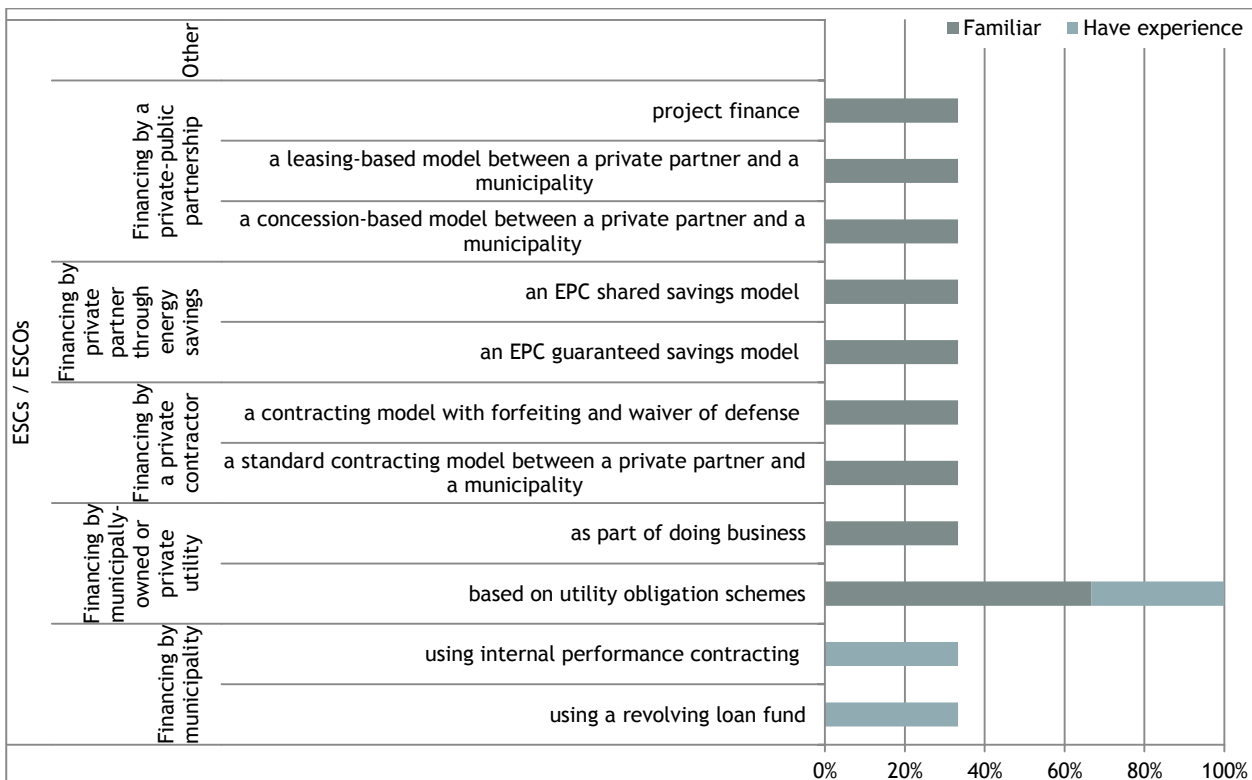 Familiar Have experience
ESCs / ESCOs
Other
Financing by a
private-public
partnership
project finance
a leasing-based model between a private partner and a
municipality
a concession-based model between a private partner and a
municipality
Financing by
private
partner
through
energy
savings
an EPC shared savings model
an EPC guaranteed savings model
Financing by
a private
contractor
a contracting model with forfeiting and waiver of defense
a standard contracting model between a private partner and
a municipality
Financing by
municipally-
owned or
private
utility
as part of doing business
based on utility obligation schemes
Financing by
municipality
using internal performance contracting
using a revolving loan fund
0% 20% 40% 60% 80% 100%